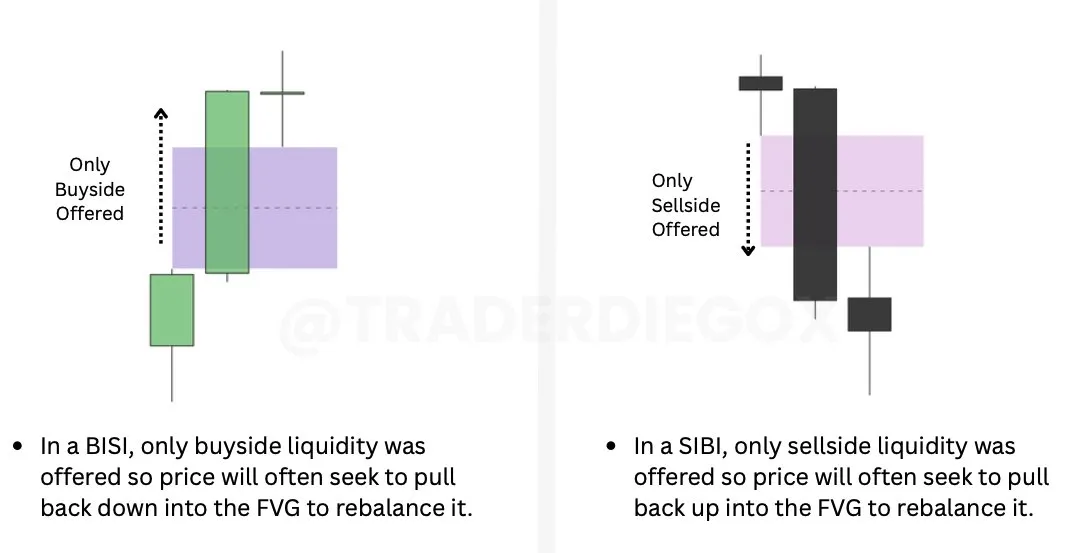 Only
Buyside
Offered
Only
Sellside
Offered
@TRADERDIEGOX
• In a BISI, only buyside liquidity was
offered so price will often seek to pull
back down into the FVG to rebalance it.
• In a SIBI, only sellside liquidity was
offered so price will often seek to pull
back up into the FVG to rebalance it.